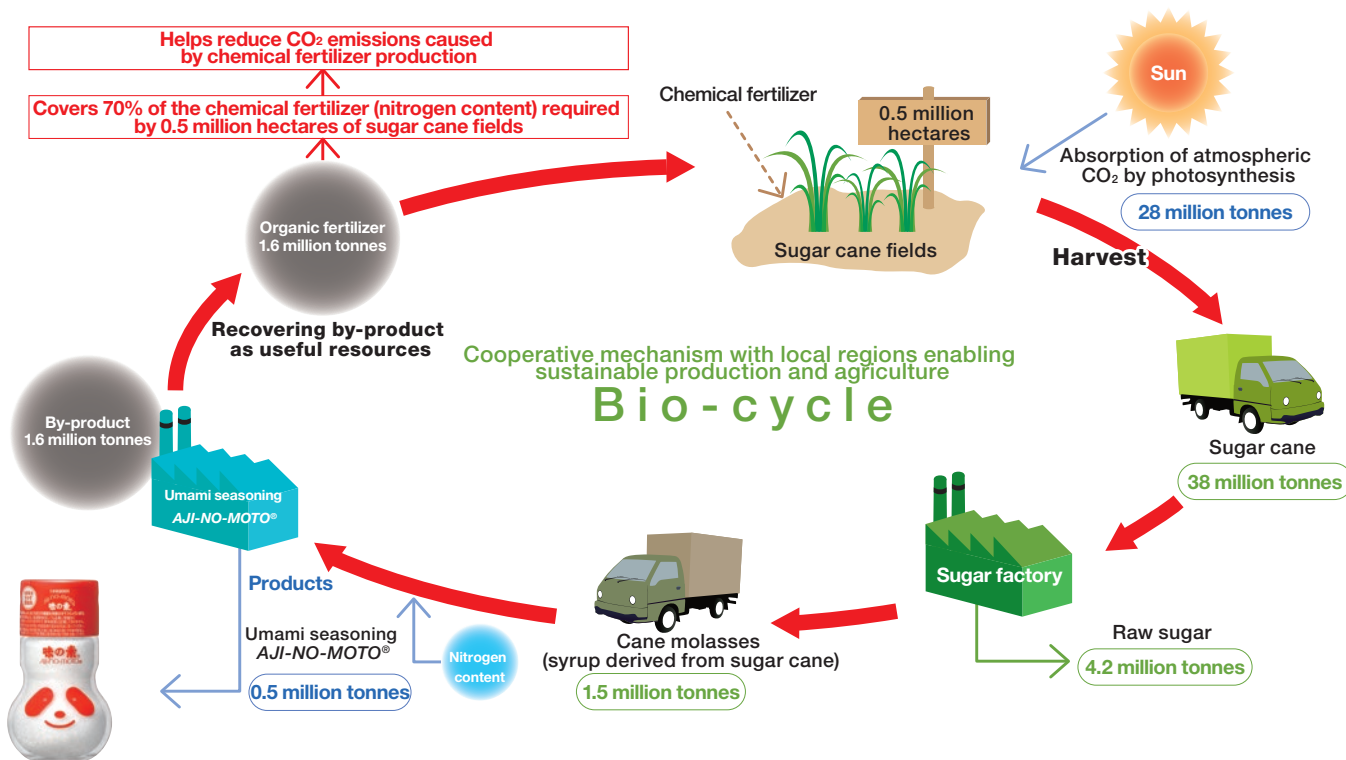 Helps reduce CO₂ emissions caused
by chemical fertilizer production
Covers 70% of the chemical fertilizer (nitrogen content) required
by 0.5 million hectares of sugar cane fields
Organic fertilizer
1.6 million tonnes
Recovering by-product
as useful resources
By-product
1.6 million tonnes
Chemical fertilizer
0.5 million
hectares
Sugar cane fields
Sun
Absorption of atmospheric
CO₂ by photosynthesis
28 million tonnes
Harvest
Cooperative mechanism with local regions enabling
sustainable production and agriculture
Bio-cycle
Sugar cane
38 million tonnes
Sugar factory
Raw sugar
4.2 million tonnes
Cane molasses
(syrup derived from sugar cane)
1.5 million tonnes
Nitrogen
content
Umami seasoning
AJI-NO-MOTO®
Products
Umami seasoning
AJI-NO-MOTO®
0.5 million tonnes
味の素
味の素
AJI-NO-MOTO